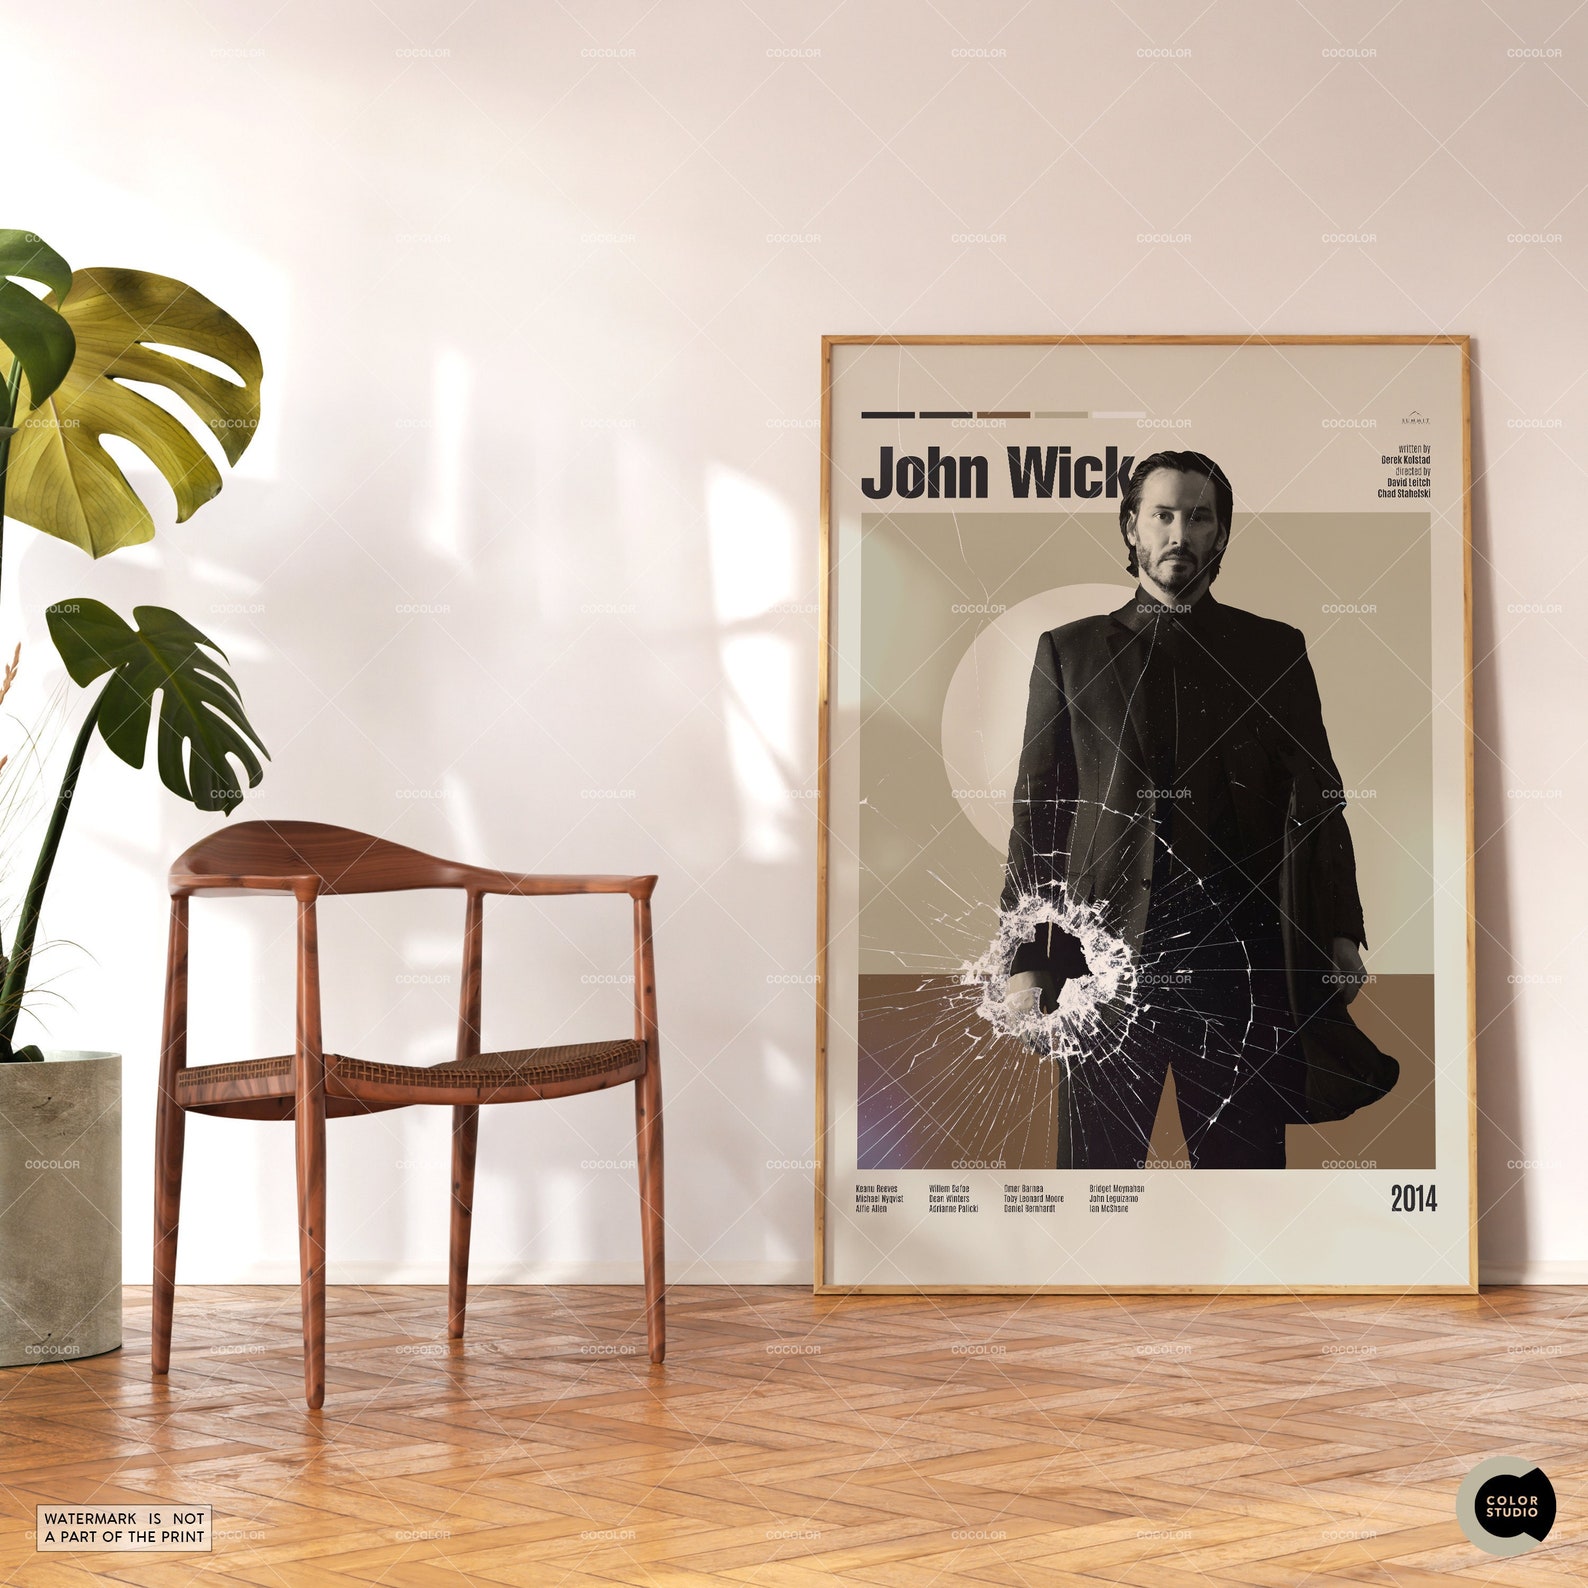 John Wick
SUMMIT
written by
Derek Kolstad
directed by
David Leitch
Chad Stahelski
Keanu Reeves
Michael Nyqvist
Alfie Allen
Willem Dafoe
Dean Winters
Adrianne Palicki
Omer Barnea
Toby Leonard Moore
Daniel Bernhardt
Bridget Moynahan
John Leguizamo
Ian McShane
2014
WATERMARK IS NOT
A PART OF THE PRINT
COLOR
STUDIO
COCOLOR